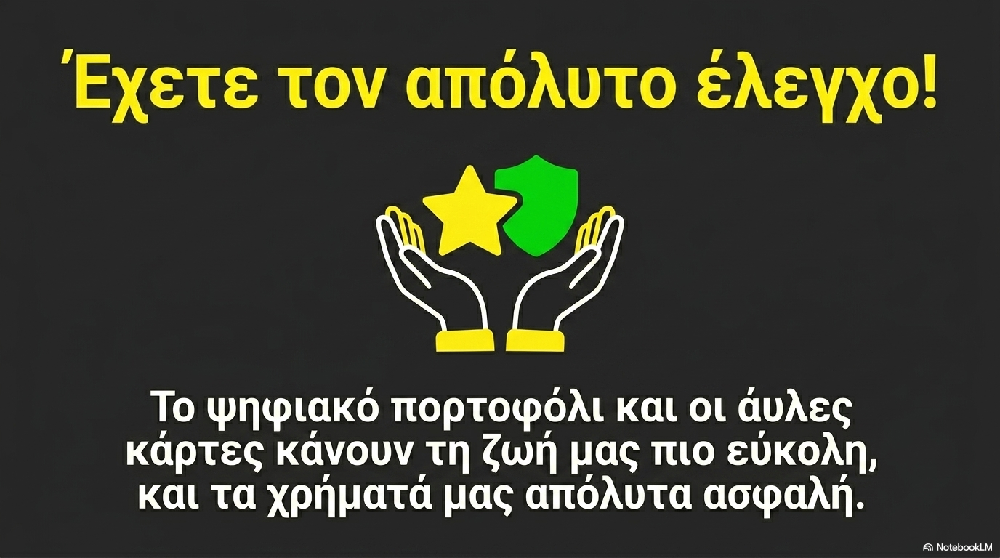 Έχετε τον απόλυτο έλεγχο!
Το ψηφιακό πορτοφόλι και οι άυλες
κάρτες κάνουν τη ζωή μας πιο εύκολη,
και τα χρήματά μας απόλυτα ασφαλή.
NotebookLM